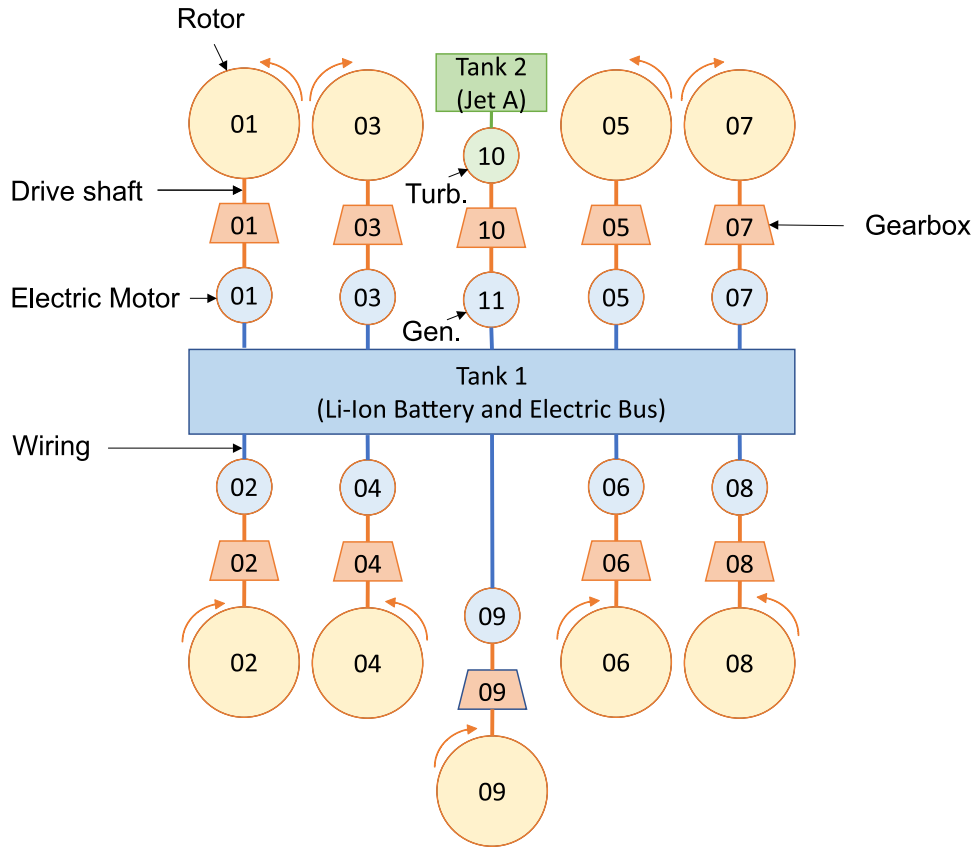 Rotor
Tank 2
(Jet A)
01
03
05
07
10
Drive shaft
Turb.
01
03
10
05
07
Gearbox
Electric Motor
01
03
11
05
07
Gen.
Tank 1
(Li-Ion Battery and Electric Bus)
Wiring
02
04
06
08
02
04
06
08
09
02
04
06
08
09
09